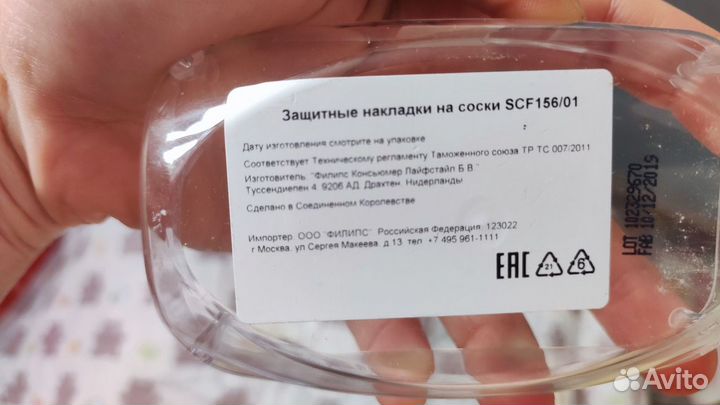 Защитные накладки на соски SCF156/01
Дату изготовления смотрите на упаковке
Соответствует Техническому регламенту Таможенного союза ТР ТС 007/2011
Изготовитель: "Филипс Консьюмер Лайфстайл Б.В."
Туссендиепен 4, 9206 АД, Драхтен, Нидерланды
Сделано в Соединенном Королевстве
Импортер: ООО "ФИЛИПС", Российская Федерация, 123022
г Москва, ул Сергея Макеева, д.13, тел. +7 495 961-1111
EAC 21 6
LOT 102329670
FAB 10/12/2019
Avito